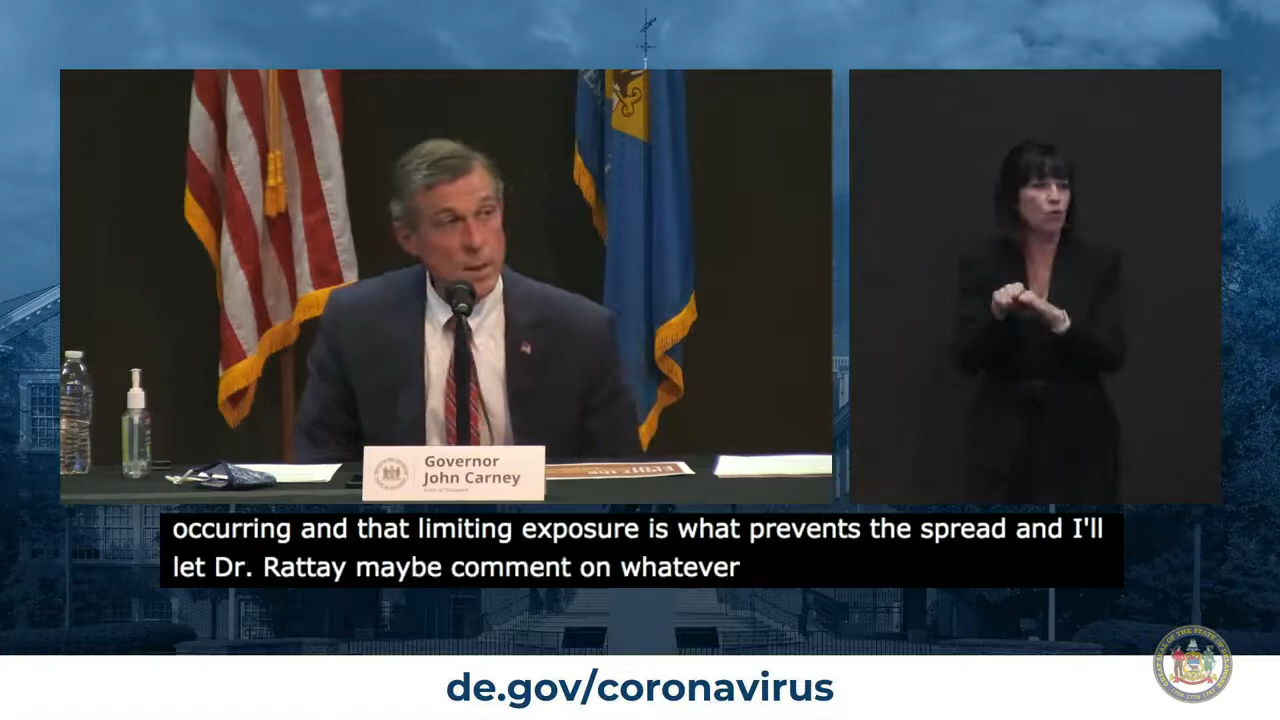 Governor
John Carney
occurring and that limiting exposure is what prevents the spread and I'll
let Dr. Rattay maybe comment on whatever
de.gov/coronavirus